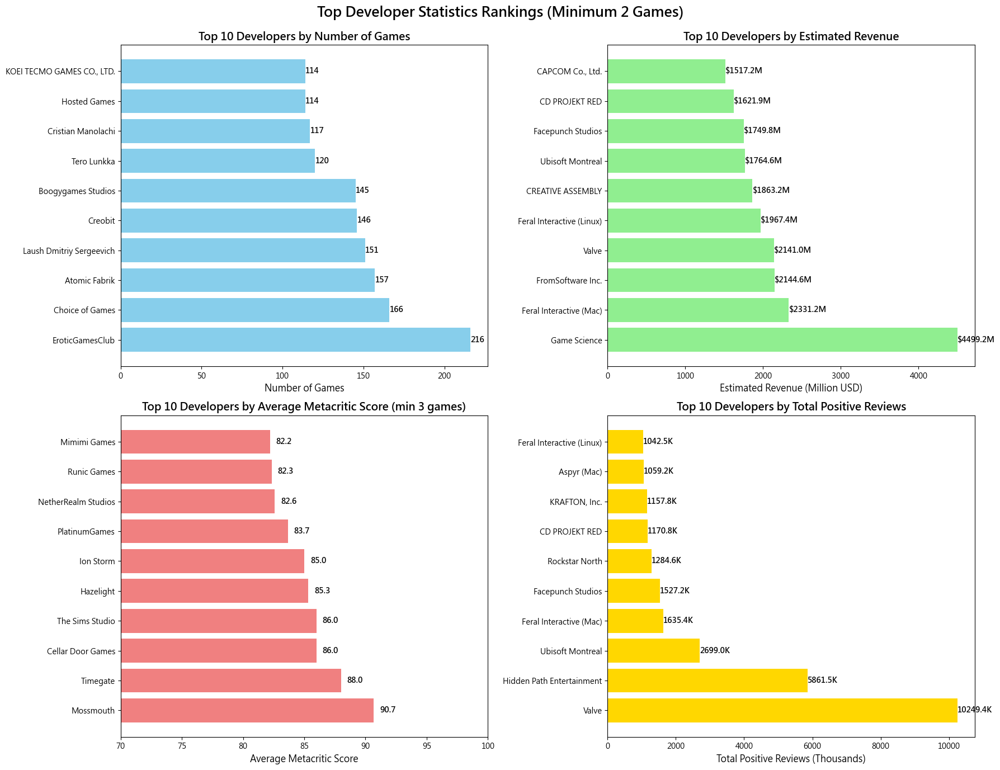 Top Developer Statistics Rankings (Minimum 2 Games)
Top 10 Developers by Number of Games
KOEI TECMO GAMES CO., LTD. 114
Hosted Games 114
Cristian Manolachi 117
Tero Lunkka 120
Boogygames Studios 145
Creobit 146
Laush Dmitriy Sergeevich 151
Atomic Fabrik 157
Choice of Games 166
EroticGamesClub 216
0 50 100 150 200
Number of Games
Top 10 Developers by Estimated Revenue
CAPCOM Co., Ltd. $1517.2M
CD PROJEKT RED $1621.9M
Facepunch Studios $1749.8M
Ubisoft Montreal $1764.6M
CREATIVE ASSEMBLY $1863.2M
Feral Interactive (Linux) $1967.4M
Valve $2141.0M
FromSoftware Inc. $2144.6M
Feral Interactive (Mac) $2331.2M
Game Science $4499.2M
0 1000 2000 3000 4000
Estimated Revenue (Million USD)
Top 10 Developers by Average Metacritic Score (min 3 games)
Mimimi Games 82.2
Runic Games 82.3
NetherRealm Studios 82.6
PlatinumGames 83.7
Ion Storm 85.0
Hazelight 85.3
The Sims Studio 86.0
Cellar Door Games 86.0
Timegate 88.0
Mossmouth 90.7
70 75 80 85 90 95 100
Average Metacritic Score
Top 10 Developers by Total Positive Reviews
Feral Interactive (Linux) 1042.5K
Aspyr (Mac) 1059.2K
KRAFTON, Inc. 1157.8K
CD PROJEKT RED 1170.8K
Rockstar North 1284.6K
Facepunch Studios 1527.2K
Feral Interactive (Mac) 1635.4K
Ubisoft Montreal 2699.0K
Hidden Path Entertainment 5861.5K
Valve 10249.4K
0 2000 4000 6000 8000 10000
Total Positive Reviews (Thousands)